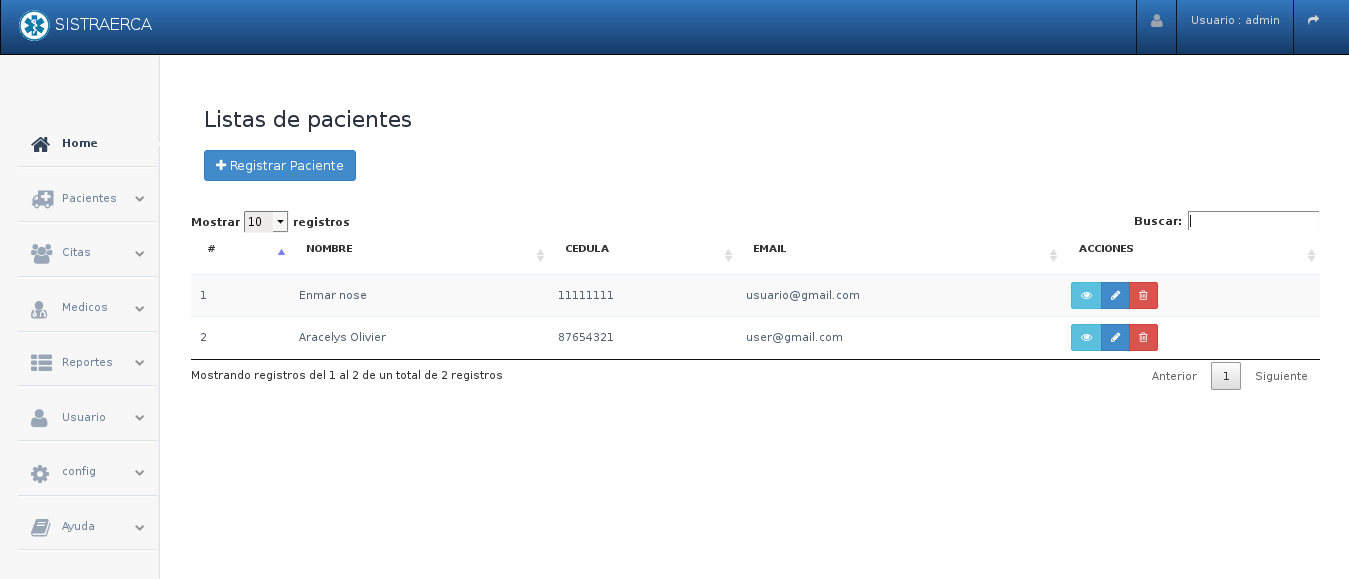 SISTRAERCA
Usuario : admin
Home
Pacientes
Citas
Medicos
Reportes
Usuario
config
Ayuda
Listas de pacientes
Registrar Paciente
Mostrar 10 registros
Buscar:
# NOMBRE CEDULA EMAIL ACCIONES
1 Enmar nose 11111111 usuario@gmail.com
2 Aracelys Olivier 87654321 user@gmail.com
Mostrando registros del 1 al 2 de un total de 2 registros
Anterior 1 Siguiente